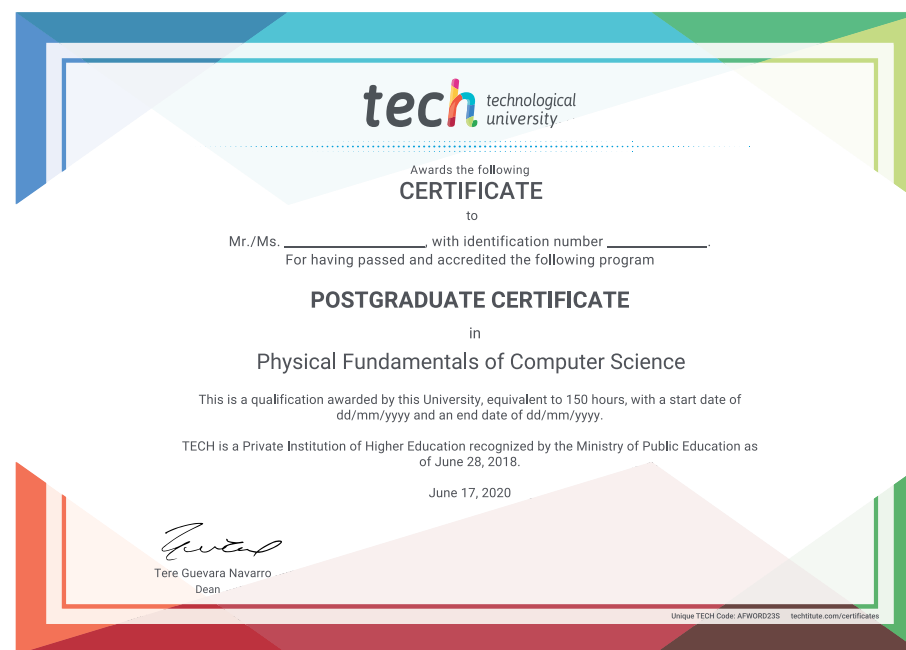 tech technological
university
Awards the following
CERTIFICATE
to
Mr./Ms. ____________, with identification number ____________.
For having passed and accredited the following program
POSTGRADUATE CERTIFICATE
in
Physical Fundamentals of Computer Science
This is a qualification awarded by this University, equivalent to 150 hours, with a start date of
dd/mm/yyyy and an end date of dd/mm/yyyy.
TECH is a Private Institution of Higher Education recognized by the Ministry of Public Education as
of June 28, 2018.
June 17, 2020
Tere Guevara Navarro
Dean
Unique TECH Code: AFWORD23S techtitute.com/certificates